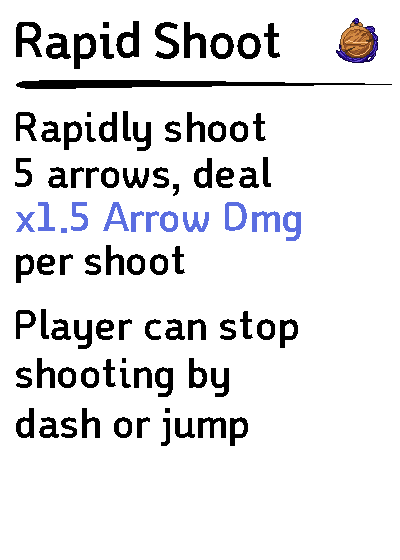 Rapid Shoot
Rapidly shoot
5 arrows, deal
x1.5 Arrow Dmg
per shoot
Player can stop
shooting by
dash or jump